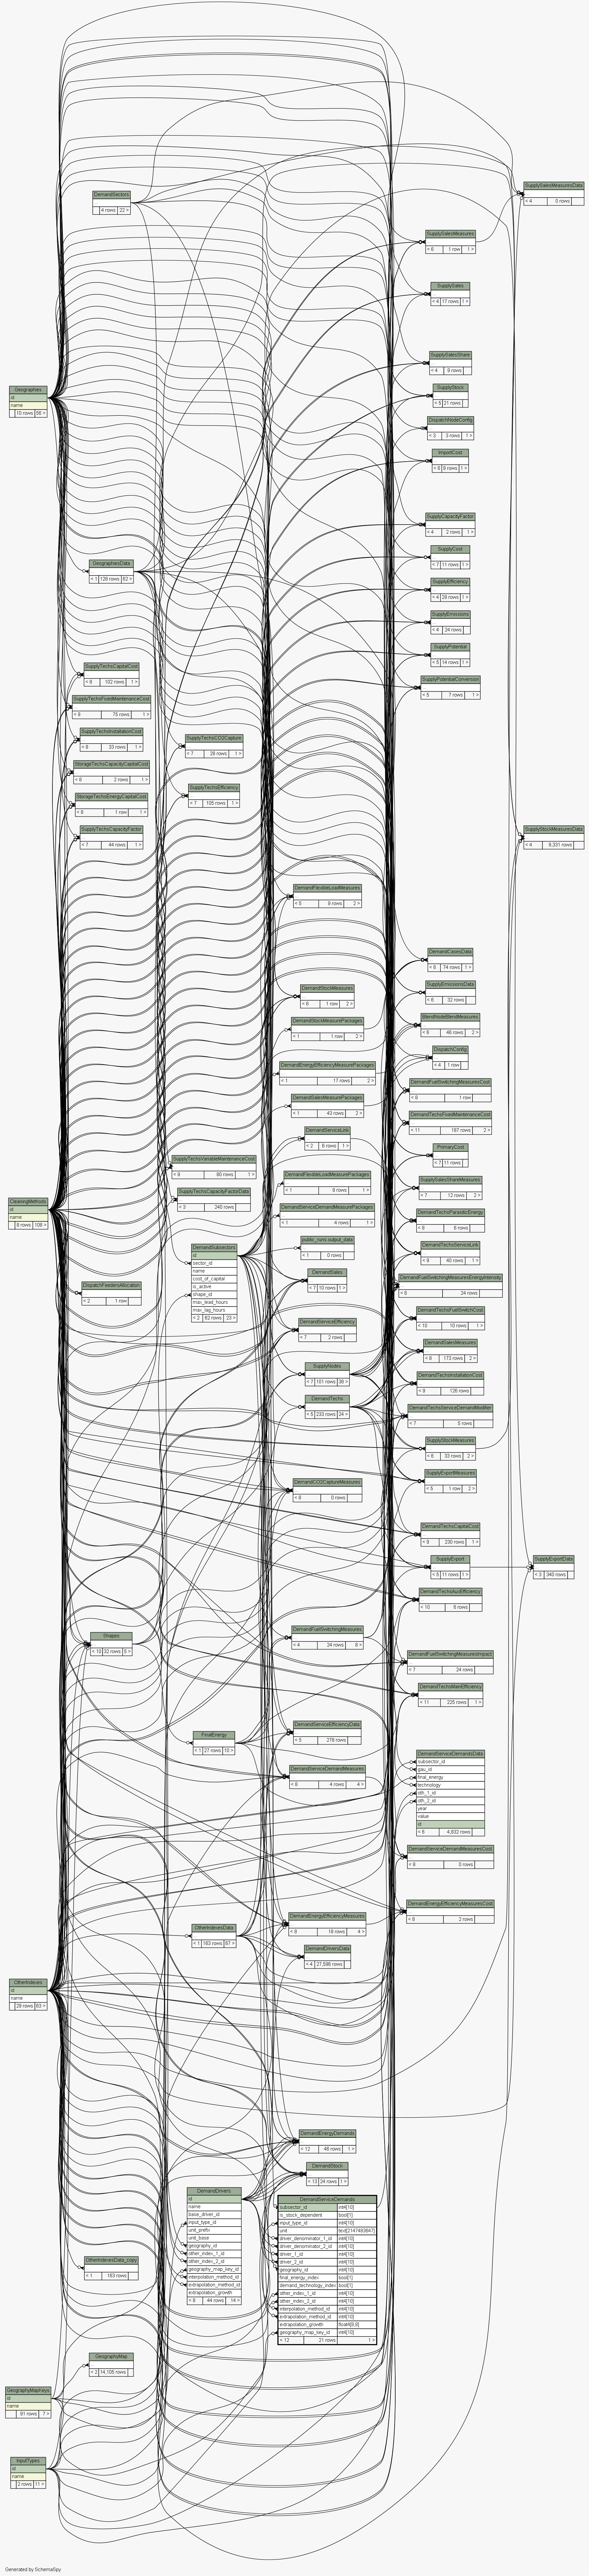 DemandSectors
4 rows 22 >
SupplySalesMeasuresData
< 4 0 rows
SupplySalesMeasures
< 6 1 row 1 >
SupplySales
< 4 17 rows 1 >
SupplySalesShare
< 4 9 rows
Geographies
id
name
10 rows 56 >
SupplyStock
< 5 21 rows
DispatchNodeConfig
< 3 3 rows 1 >
ImportCost
< 6 9 rows 1 >
SupplyCapacityFactor
< 4 2 rows 1 >
SupplyCost
< 7 11 rows 1 >
GeographiesData
< 1 128 rows 62 >
SupplyEfficiency
< 4 29 rows 1 >
SupplyEmissions
< 4 24 rows
SupplyPotential
< 5 14 rows 1 >
SupplyPotentialConversion
< 5 7 rows 1 >
SupplyTechsCapitalCost
< 8 102 rows 1 >
SupplyTechsFixedMaintenanceCost
< 9 75 rows 1 >
SupplyTechsInstallationCost
< 8 33 rows 1 >
SupplyTechsCO2Capture
< 7 28 rows 1 >
StorageTechsCapacityCapitalCost
< 8 2 rows 1 >
SupplyTechsEfficiency
< 7 105 rows 1 >
StorageTechsEnergyCapitalCost
< 8 1 row 1 >
SupplyTechsCapacityFactor
< 7 44 rows 1 >
SupplyStockMeasuresData
< 4 8,331 rows
DemandFlexibleLoadMeasures
< 5 9 rows 2 >
DemandCasesData
< 8 74 rows 1 >
SupplyEmissionsData
< 6 32 rows
DemandStockMeasures
< 6 1 row 2 >
BlendNodeBlendMeasures
< 6 46 rows 2 >
DemandStockMeasurePackages
< 1 1 row 2 >
DispatchConfig
< 4 1 row
DemandEnergyEfficiencyMeasurePackages
< 1 17 rows 2 >
DemandFuelSwitchingMeasuresCost
< 8 1 row
DemandSalesMeasurePackages
< 1 43 rows 2 >
DemandTechsFixedMaintenanceCost
< 11 187 rows 2 >
DemandServiceLink
< 2 6 rows 1 >
PrimaryCost
< 7 11 rows
SupplyTechsVariableMaintenanceCost
< 8 80 rows 1 >
DemandFlexibleLoadMeasurePackages
< 1 8 rows 1 >
SupplySalesShareMeasures
< 7 12 rows 2 >
SupplyTechsCapacityFactorData
< 3 240 rows
CleaningMethods
id
name
8 rows 108 >
DemandServiceDemandMeasurePackages
< 1 4 rows 1 >
DemandTechsParasiticEnergy
< 8 6 rows
public_runs.output_data
< 1 0 rows
DemandTechsServiceLink
< 9 40 rows 1 >
DemandSubsectors
id
sector_id
name
cost_of_capital
is_active
shape_id
max_lead_hours
max_lag_hours
< 2 62 rows 23 >
DemandSales
< 7 10 rows 1 >
DemandFuelSwitchingMeasuresEnergyIntensity
< 8 24 rows
DispatchFeedersAllocation
< 2 1 row
DemandTechsFuelSwitchCost
< 10 10 rows 1 >
DemandServiceEfficiency
< 7 2 rows
DemandSalesMeasures
< 8 173 rows 2 >
SupplyNodes
< 7 101 rows 38 >
DemandTechsInstallationCost
< 9 126 rows
DemandTechs
< 5 233 rows 24 >
DemandTechsServiceDemandModifier
< 7 5 rows
SupplyStockMeasures
< 6 33 rows 2 >
SupplyExportMeasures
< 5 1 row 2 >
DemandCO2CaptureMeasures
< 8 0 rows
DemandTechsCapitalCost
< 9 230 rows 1 >
SupplyExport
< 5 11 rows 1 >
SupplyExportData
< 3 340 rows
DemandTechsAuxEfficiency
< 10 6 rows
Shapes
< 10 32 rows 5 >
DemandFuelSwitchingMeasures
< 4 24 rows 8 >
DemandFuelSwitchingMeasuresImpact
< 7 24 rows
DemandTechsMainEfficiency
< 11 225 rows 1 >
FinalEnergy
< 1 27 rows 10 >
DemandServiceEfficiencyData
< 5 278 rows
DemandServiceDemandsData
subsector_id
gau_id
final_energy
technology
oth_1_id
oth_2_id
year
value
id
< 6 4,832 rows
DemandServiceDemandMeasures
< 8 4 rows 4 >
DemandServiceDemandMeasuresCost
< 8 0 rows
DemandEnergyEfficiencyMeasures
< 8 19 rows 4 >
DemandEnergyEfficiencyMeasuresCost
< 8 2 rows
OtherIndexesData
< 1 163 rows 67 >
DemandDriversData
< 4 27,596 rows
OtherIndexes
id
name
29 rows 83 >
DemandEnergyDemands
< 12 46 rows 1 >
DemandStock
< 13 24 rows 1 >
DemandDrivers
id
name
base_driver_id
input_type_id
unit_prefix
unit_base
geography_id
other_index_1_id
other_index_2_id
geography_map_key_id
interpolation_method_id
extrapolation_method_id
extrapolation_growth
< 8 44 rows 14 >
DemandServiceDemands
subsector_id int4[10]
is_stock_dependent bool[1]
input_type_id int4[10]
unit text[2147483647]
driver_denominator_1_id int4[10]
driver_denominator_2_id int4[10]
driver_1_id int4[10]
driver_2_id int4[10]
geography_id int4[10]
final_energy_index bool[1]
demand_technology_index bool[1]
other_index_1_id int4[10]
other_index_2_id int4[10]
interpolation_method_id int4[10]
extrapolation_method_id int4[10]
extrapolation_growth float4[8,8]
geography_map_key_id int4[10]
< 12 21 rows 1 >
OtherIndexesData_copy
< 1 163 rows
GeographyMap
< 2 14,105 rows
GeographyMapKeys
id
name
91 rows 7 >
InputTypes
id
name
2 rows 11 >
Generated by SchemaSpy